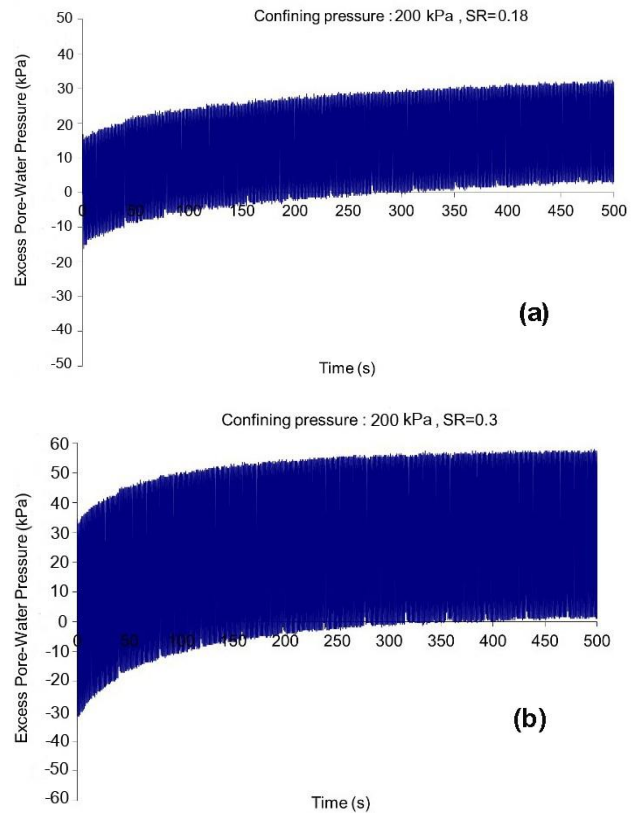 Confining pressure : 200 kPa , SR=0.18
Excess Pore-Water Pressure (kPa)
50
40
30
20
10
0
-10
-20
-30
-40
-50
0 50 100 150 200 250 300 350 400 450 500
(a)
Time (s)
Confining pressure : 200 kPa , SR=0.3
Excess Pore-Water Pressure (kPa)
60
50
40
30
20
10
0
-10
-20
-30
-40
-50
-60
0 50 100 150 200 250 300 350 400 450 500
(b)
Time (s)